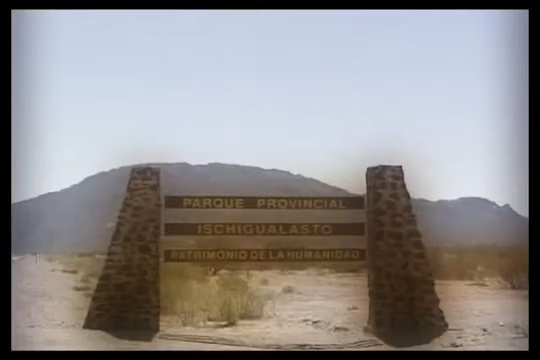 PARQUE PROVINCIAL
ISCHIGUALASTO
PATRIMONIO DE LA HUMANIDAD